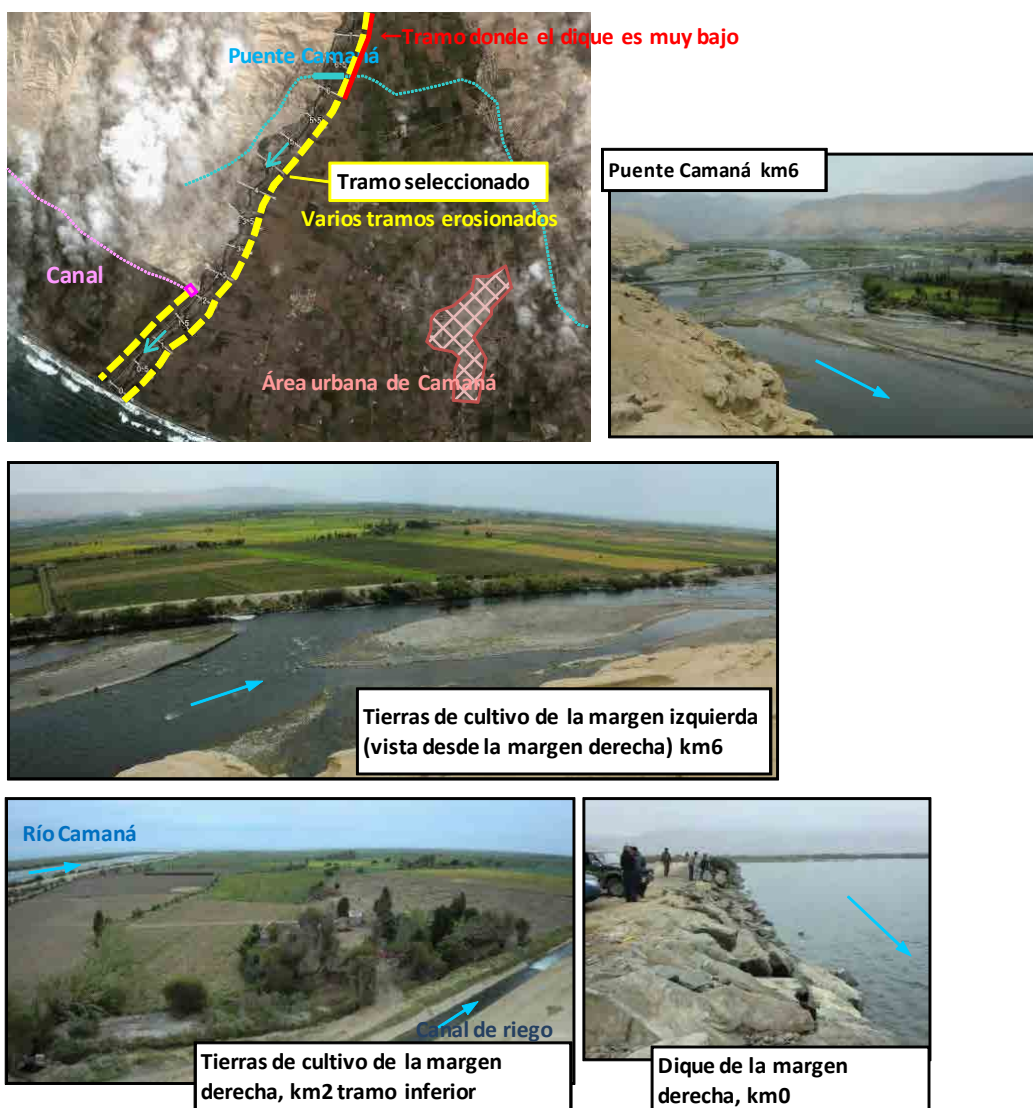 Tramo donde el dique es muy bajo
Puente Camaná
Tramo seleccionado
Varios tramos erosionados
Canal
Área urbana de Camaná
Puente Camaná km6
Tierras de cultivo de la margen izquierda
(vista desde la margen derecha) km6
Río Camaná
Canal de riego
Tierras de cultivo de la margen
derecha, km2 tramo inferior
Dique de la margen
derecha, km0